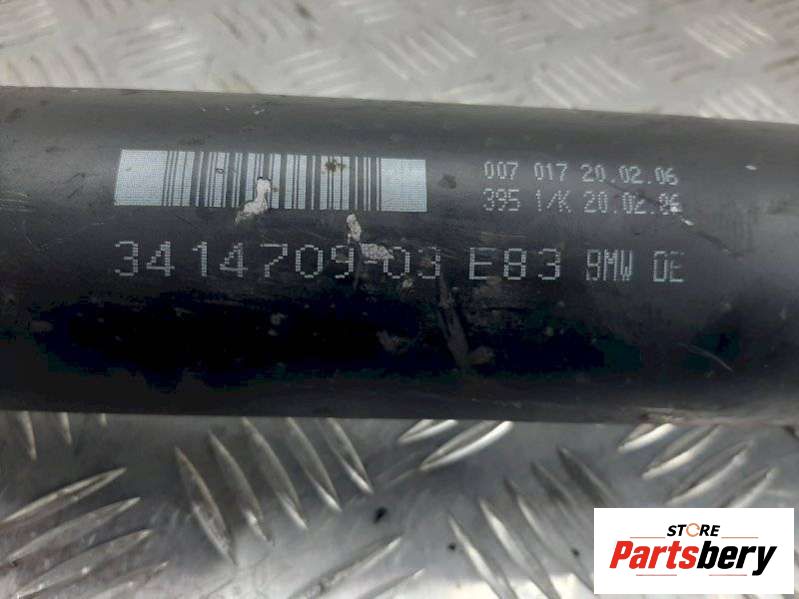 007 017 20.02.06
395 1/K 20.02.06
3414709-03 E83 BMW DE
STORE
Partsbery